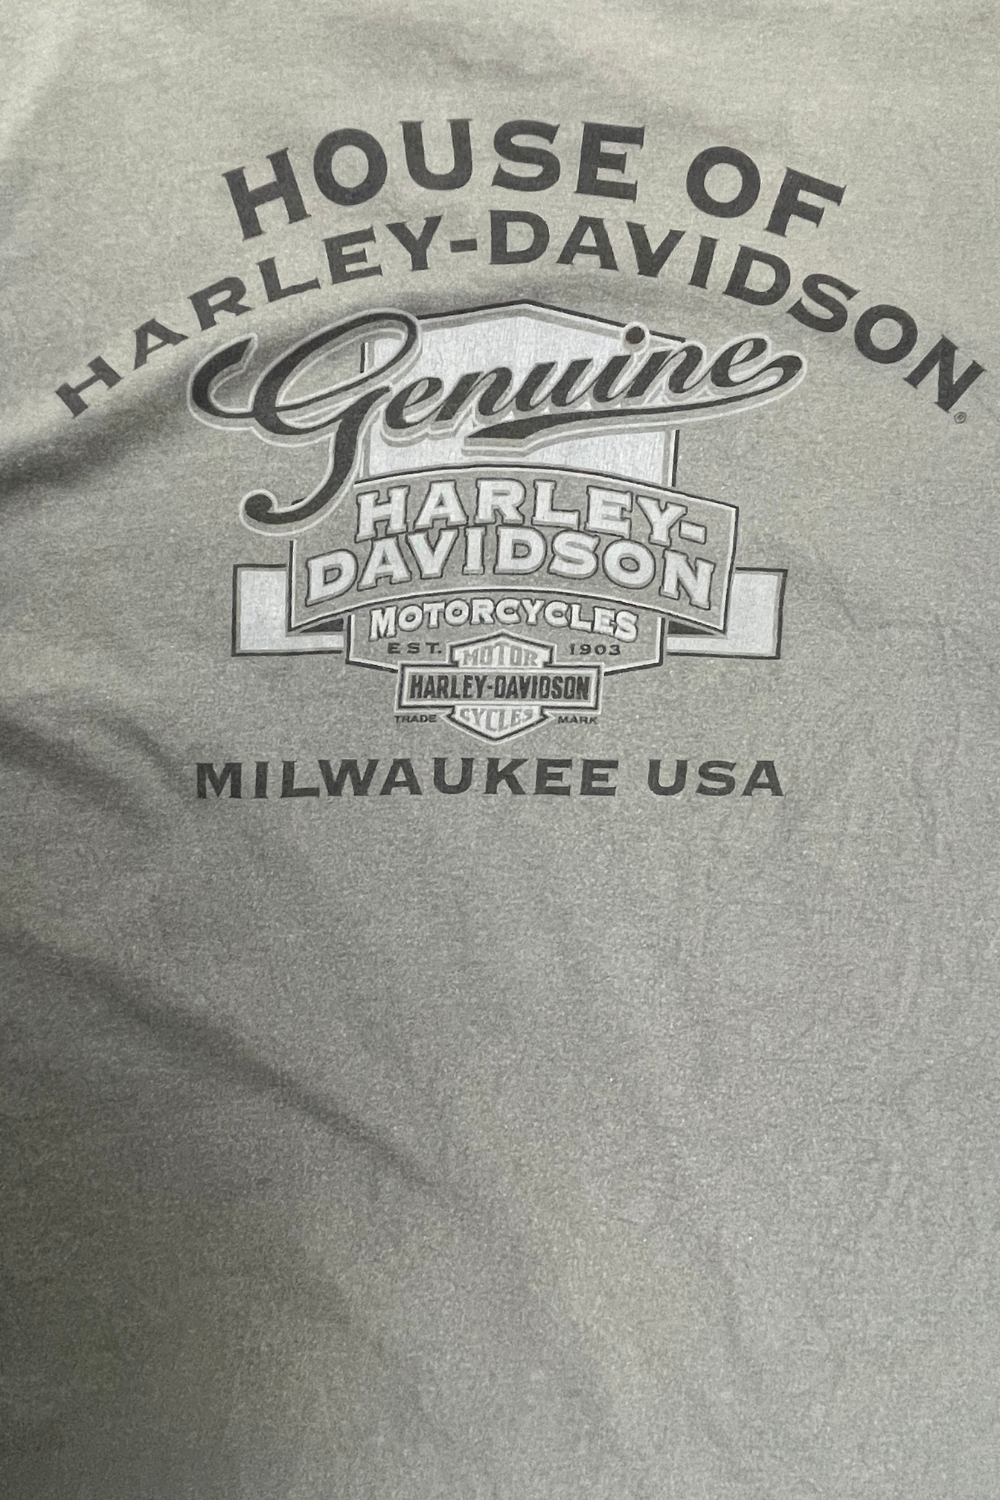 HOUSE OF
HARLEY-DAVIDSON®
Genuine
HARLEY-
DAVIDSON
MOTORCYCLES
EST. 1903
MOTOR
HARLEY-DAVIDSON
CYCLES
TRADE MARK
MILWAUKEE USA